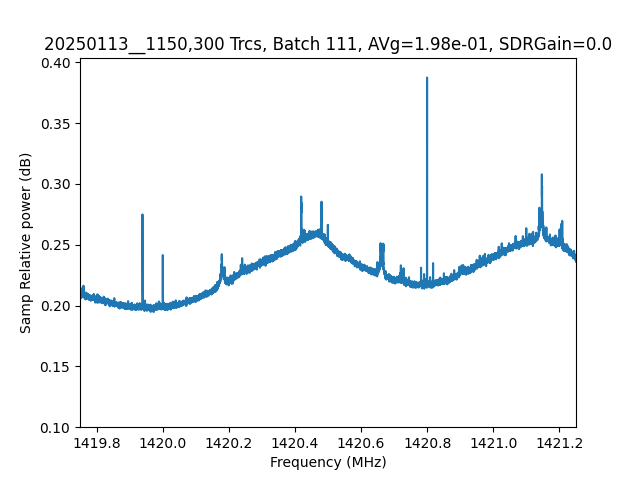 20250113__1150,300 Trcs, Batch 111, AVg=1.98e-01, SDRGain=0.0
0.40
0.35
0.30
0.25
0.20
0.15
0.10
Samp Relative power (dB)
1419.8 1420.0 1420.2 1420.4 1420.6 1420.8 1421.0 1421.2
Frequency (MHz)